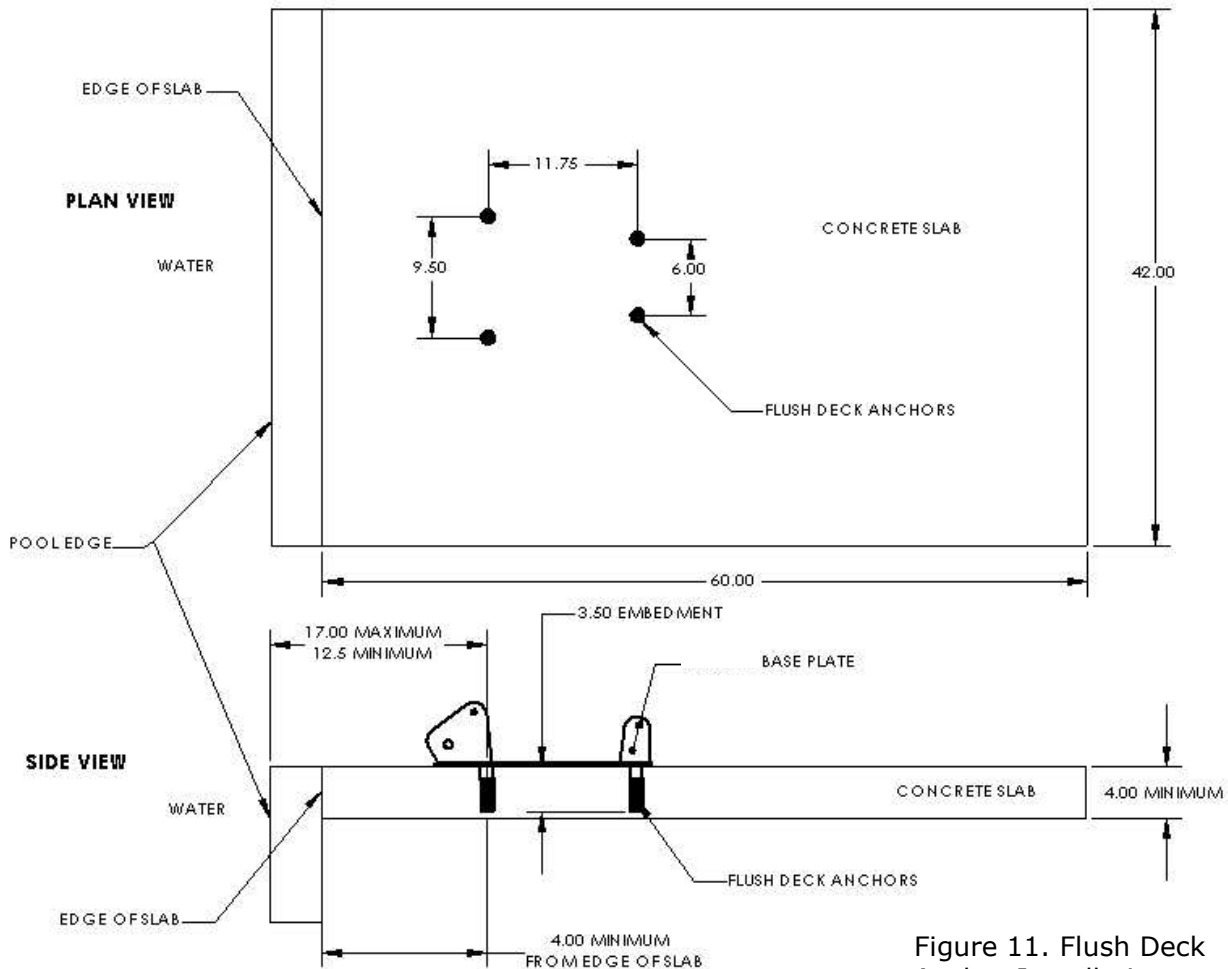 EDGE OF SLAB
11.75
PLAN VIEW
CONCRETE SLAB
WATER
9.50
6.00
42.00
FLUSH DECK ANCHORS
POOL EDGE
60.00
3.50 EMBEDMENT
17.00 MAXIMUM
12.5 MINIMUM
BASE PLATE
SIDE VIEW
CONCRETE SLAB
4.00 MINIMUM
WATER
FLUSH DECK ANCHORS
EDGE OF SLAB
4.00 MINIMUM
FROM EDGE OF SLAB
Figure 11. Flush Deck